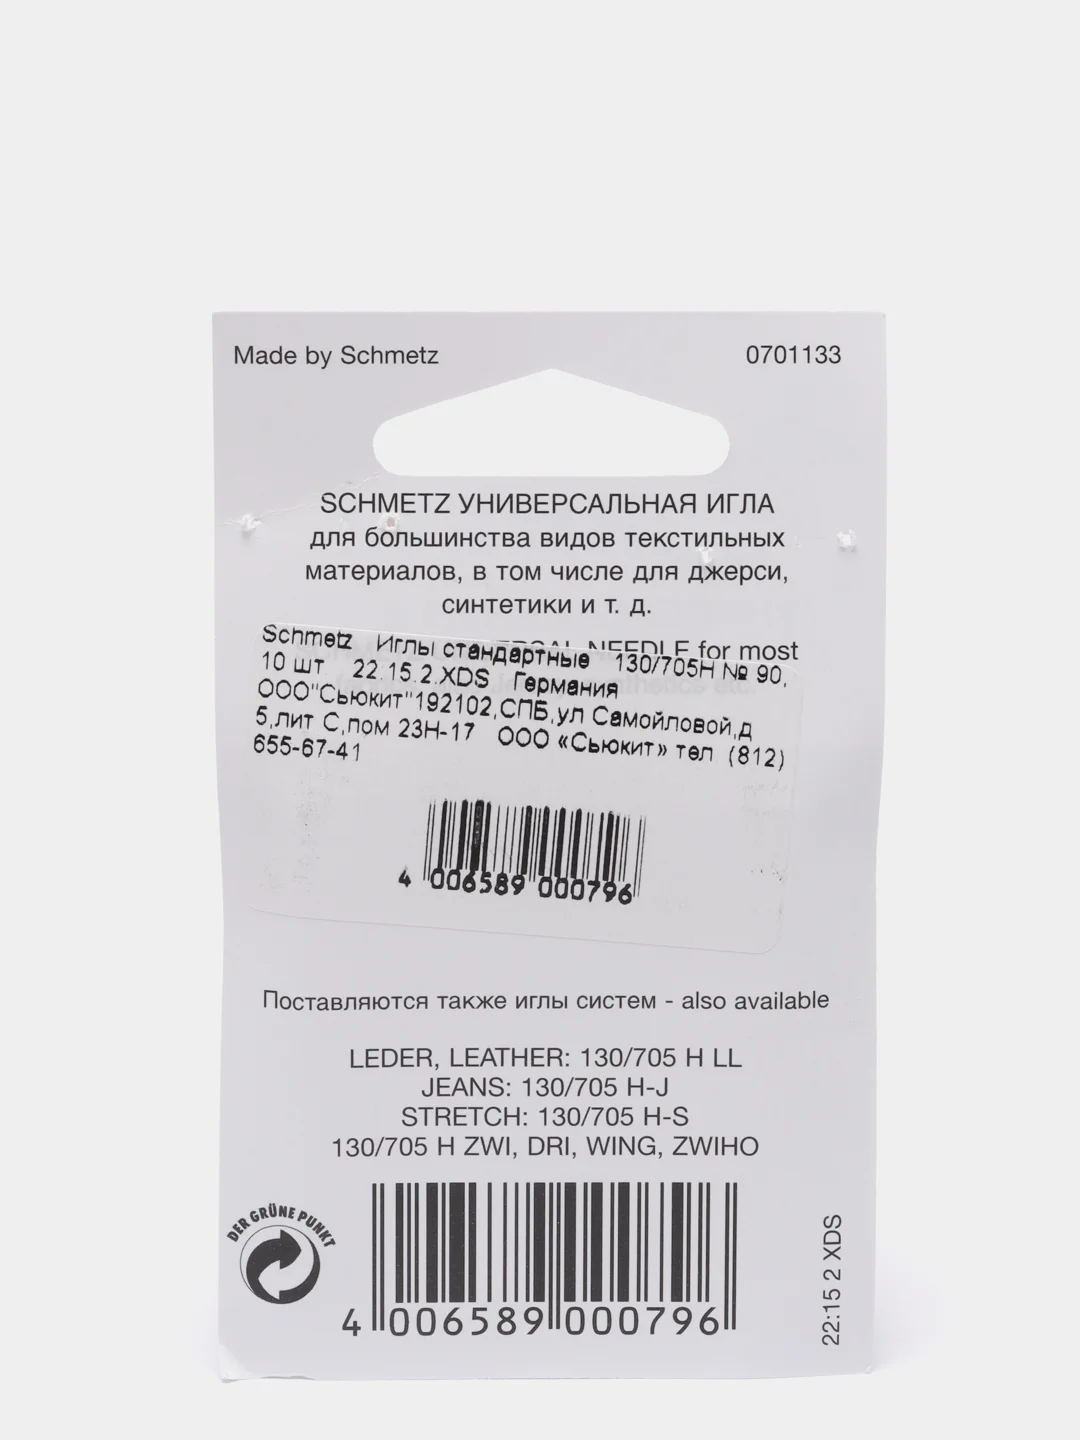 Made by Schmetz 0701133
SCHMETZ УНИВЕРСАЛЬНАЯ ИГЛА
для большинства видов текстильных
материалов, в том числе для джерси,
синтетики и т. д.
NEEDLE for most
Schmetz Иглы стандартные 130/705H № 90,
10 шт 22.15.2.XDS Германия
ООО"Сьюкит"192102,СПБ,ул Самойловой,д
5,лит С,пом 23Н-17 ООО «Сьюкит» тел (812)
655-67-41
4 006589 000796
Поставляются также иглы систем - also available
LEDER, LEATHER: 130/705 H LL
JEANS: 130/705 H-J
STRETCH: 130/705 H-S
130/705 H ZWI, DRI, WING, ZWIHO
DER GRÜNE PUNKT
4 006589 000796
22:15 2 XDS